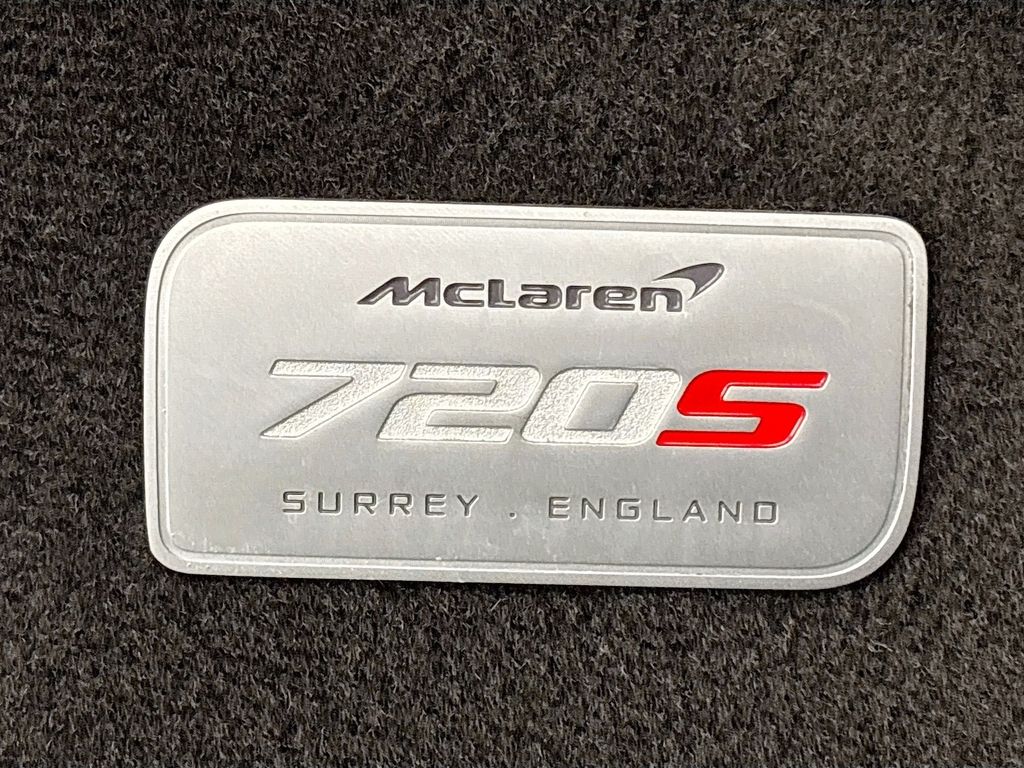 McLaren
720S
SURREY . ENGLAND